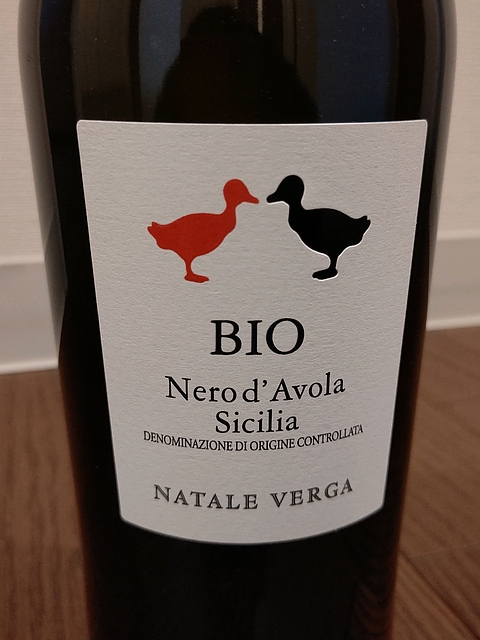 BIO
Nero d'Avola
Sicilia
DENOMINAZIONE DI ORIGINE CONTROLLATA
NATALE VERGA